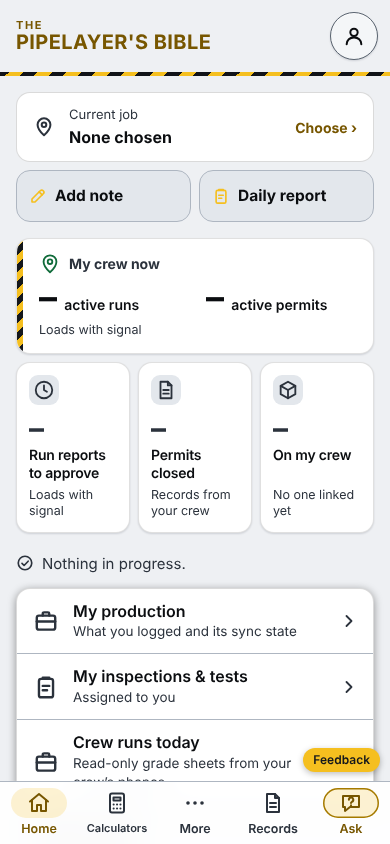 THE
PIPELAYER'S BIBLE
Current job
None chosen
Choose ›
Add note
Daily report
My crew now
— active runs
— active permits
Loads with signal
—
Run reports
to approve
Loads with
signal
—
Permits
closed
Records from
your crew
—
On my crew
No one linked
yet
Nothing in progress.
My production
What you logged and its sync state
My inspections & tests
Assigned to you
Crew runs today
Read-only grade sheets from your
crew's phones
Feedback
Home
Calculators
More
Records
Ask